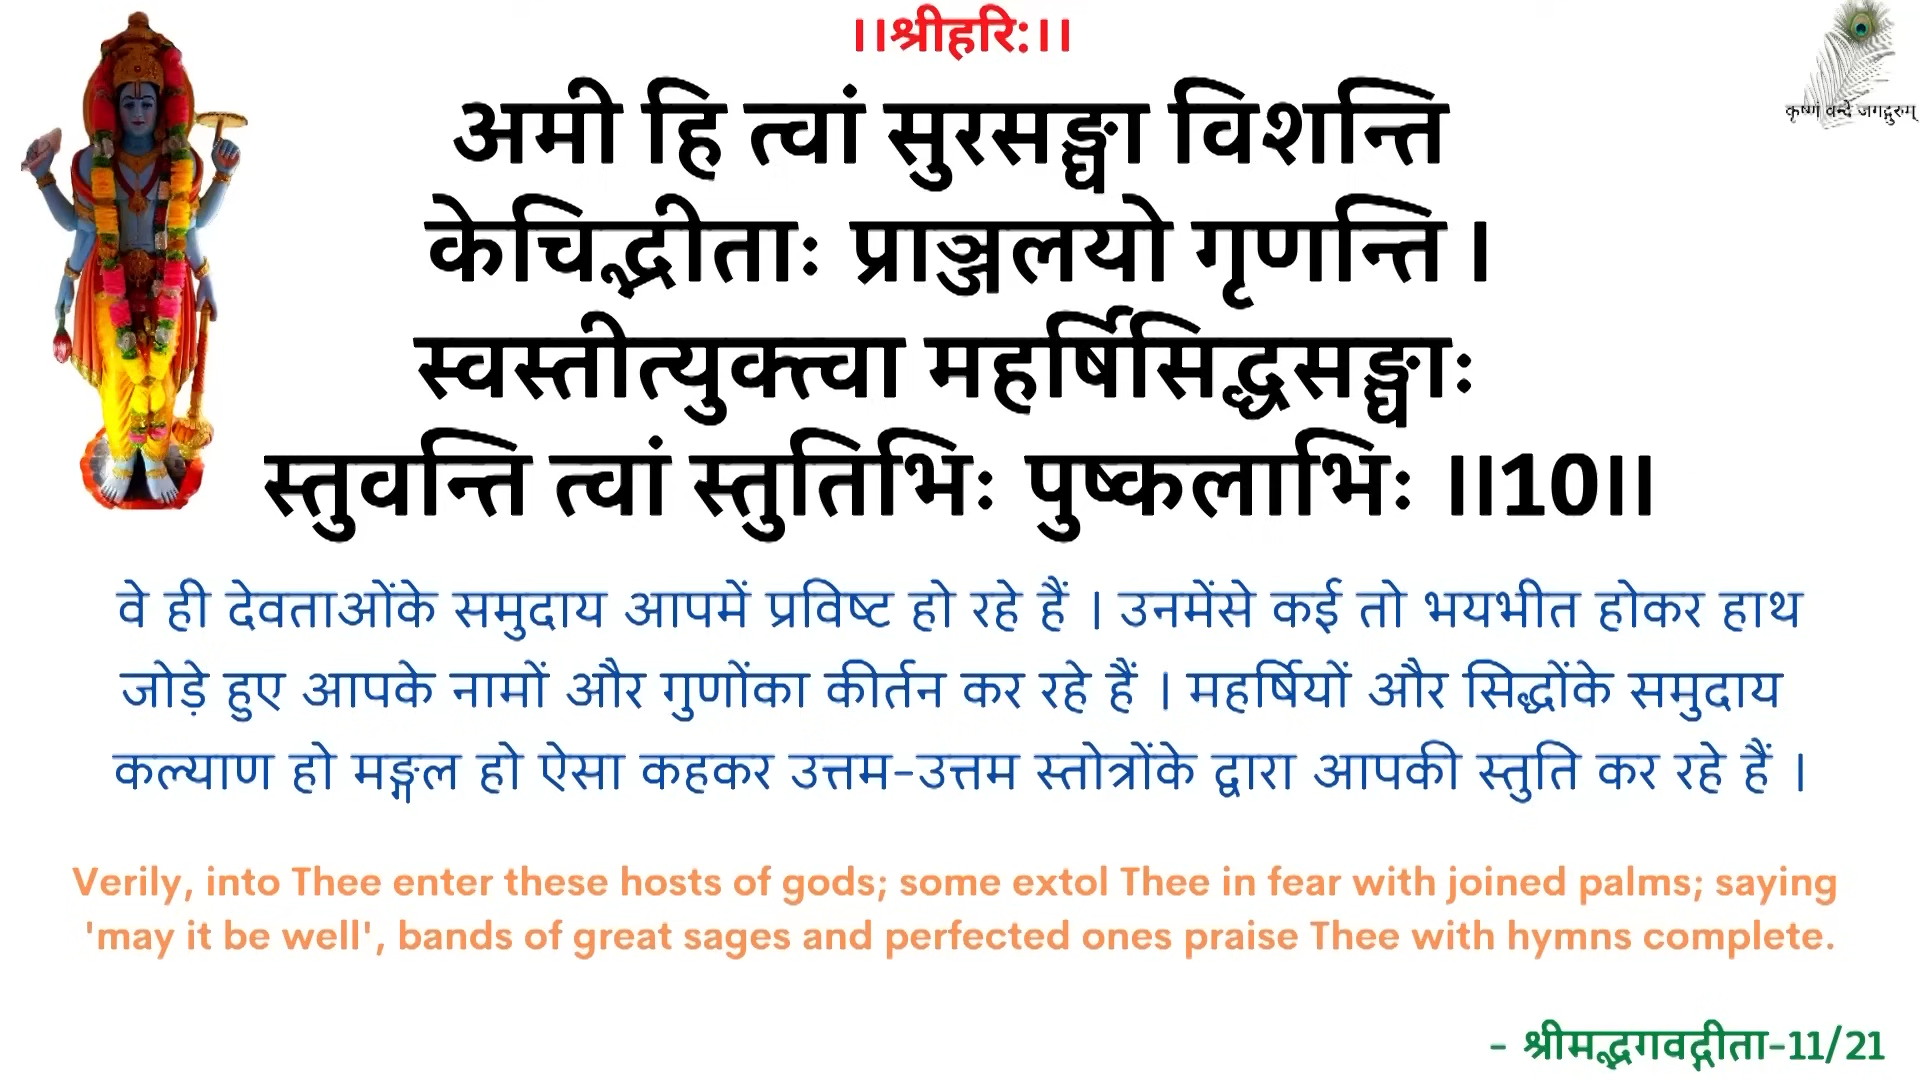 ।।श्रीहरि:।।
कृष्णं वन्दे जगद्गुरुम्
अमी हि त्वां सुरसङ्घा विशन्ति
केचिद्भीताः प्राञ्जलयो गृणन्ति ।
स्वस्तीत्युक्त्वा महर्षिसिद्धसङ्घाः
स्तुवन्ति त्वां स्तुतिभिः पुष्कलाभिः ।।10।।
वे ही देवताओंके समुदाय आपमें प्रविष्ट हो रहे हैं । उनमेंसे कई तो भयभीत होकर हाथ
जोड़े हुए आपके नामों और गुणोंका कीर्तन कर रहे हैं । महर्षियों और सिद्धोंके समुदाय
कल्याण हो मङ्गल हो ऐसा कहकर उत्तम-उत्तम स्तोत्रोंके द्वारा आपकी स्तुति कर रहे हैं ।
Verily, into Thee enter these hosts of gods; some extol Thee in fear with joined palms; saying
'may it be well', bands of great sages and perfected ones praise Thee with hymns complete.
- श्रीमद्भगवद्गीता-11/21